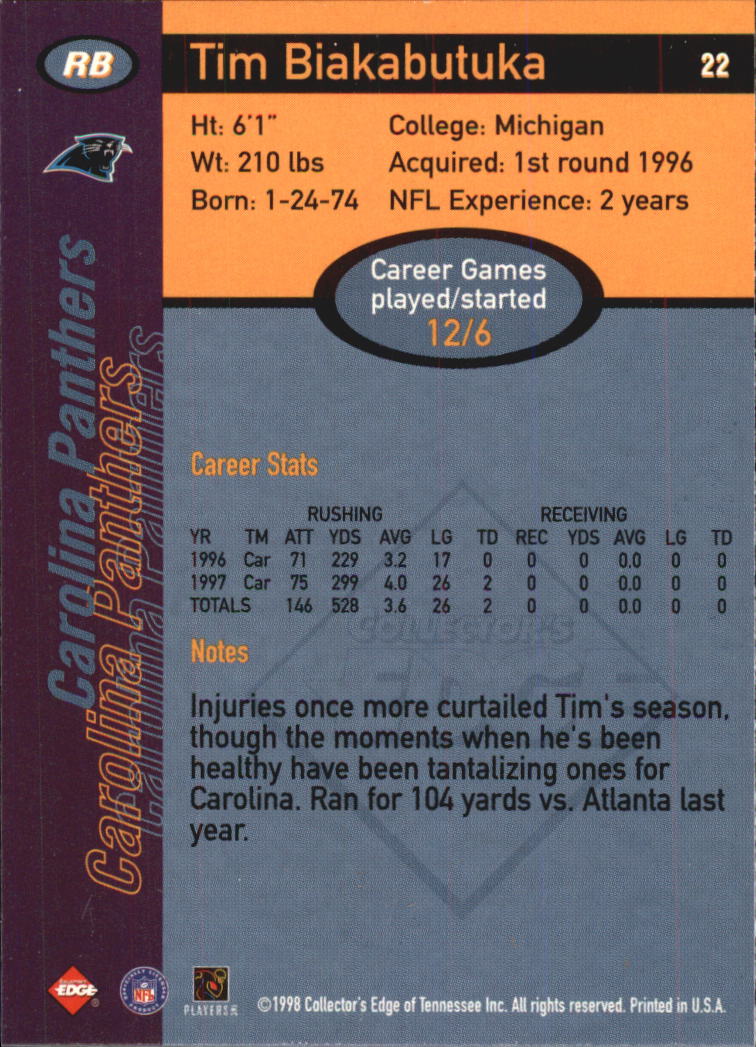 RB
Tim Biakabutuka 22
Ht: 6'1" College: Michigan
Wt: 210 lbs Acquired: 1st round 1996
Born: 1-24-74 NFL Experience: 2 years
Career Games
played/started
12/6
Carolina Panthers
Carolina Panthers
Carolina Panthers
Career Stats
RUSHING RECEIVING
YR TM ATT YDS AVG LG TD REC YDS AVG LG TD
1996 Car 71 229 3.2 17 0 0 0 0.0 0 0
1997 Car 75 299 4.0 26 2 0 0 0.0 0 0
TOTALS 146 528 3.6 26 2 0 0 0.0 0 0
COLLECTOR'S
EDGE
Notes
Injuries once more curtailed Tim's season,
though the moments when he's been
healthy have been tantalizing ones for
Carolina. Ran for 104 yards vs. Atlanta last
year.
EDGE
NFL
PLAYERS
©1998 Collector's Edge of Tennessee Inc. All rights reserved. Printed in U.S.A.